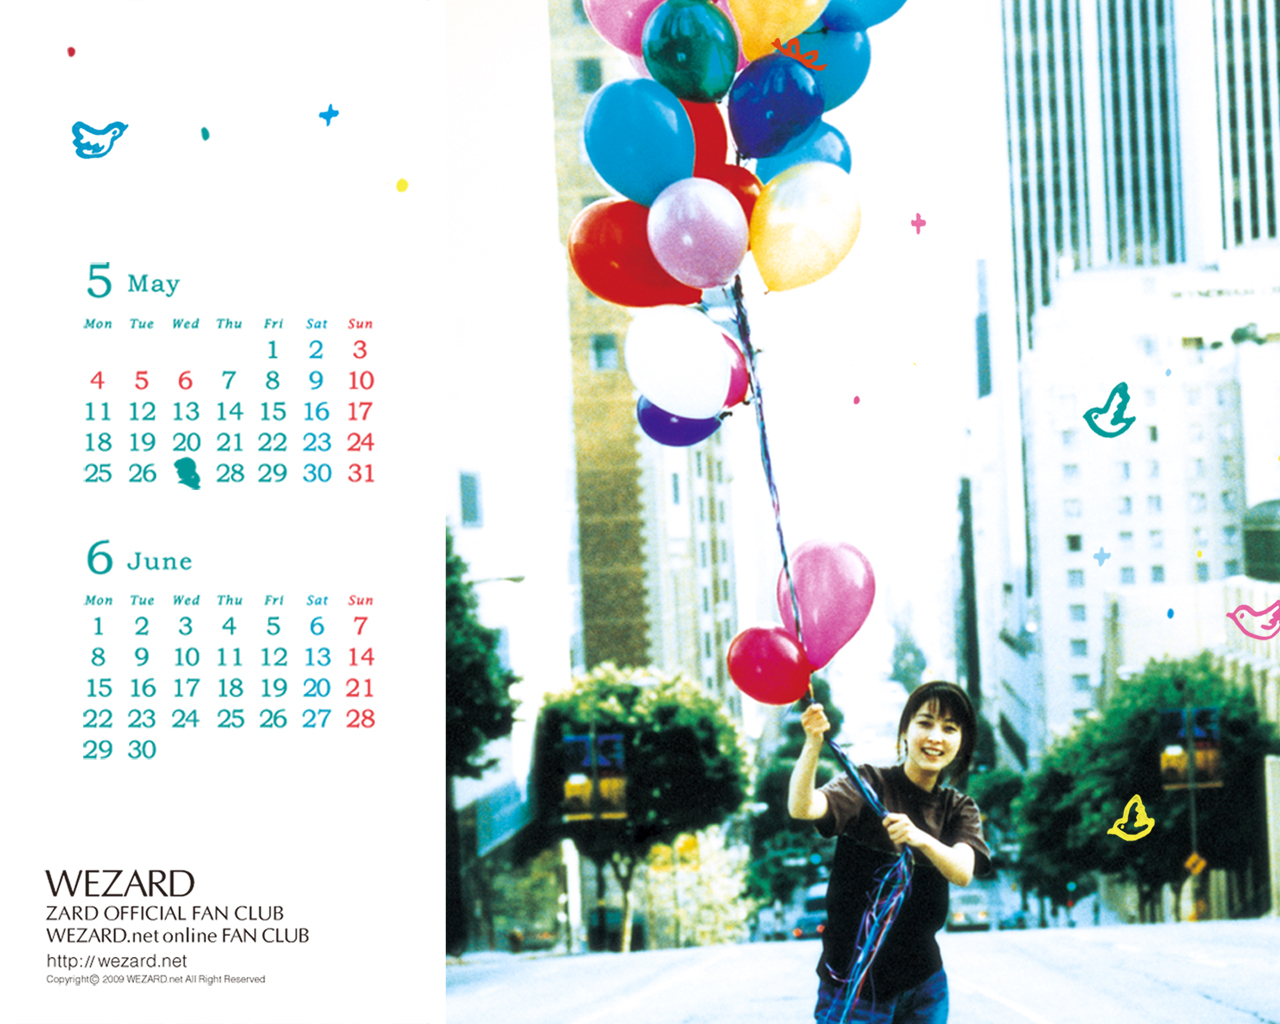 5 May
Mon Tue Wed Thu Fri Sat Sun
1 2 3
4 5 6 7 8 9 10
11 12 13 14 15 16 17
18 19 20 21 22 23 24
25 26 28 29 30 31
6 June
Mon Tue Wed Thu Fri Sat Sun
1 2 3 4 5 6 7
8 9 10 11 12 13 14
15 16 17 18 19 20 21
22 23 24 25 26 27 28
29 30
WEZARD
ZARD OFFICIAL FAN CLUB
WEZARD.net online FAN CLUB
http://wezard.net
Copyright© 2009 WEZARD.net All Right Reserved